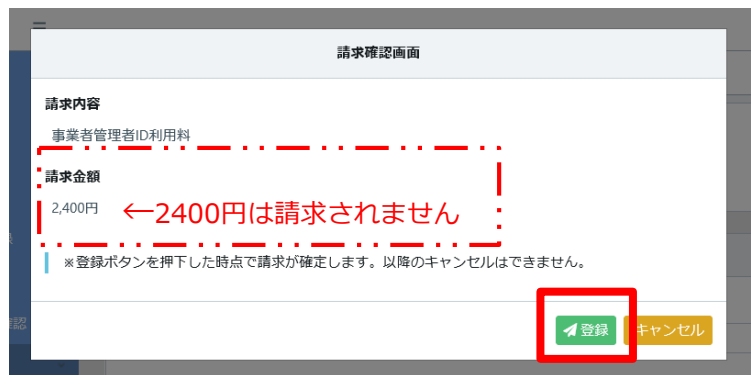 請求確認画面
請求内容
事業者管理者ID利用料
請求金額
2,400円 ←2400円は請求されません
※登録ボタンを押下した時点で請求が確定します。以降のキャンセルはできません。
登録 キャンセル
認